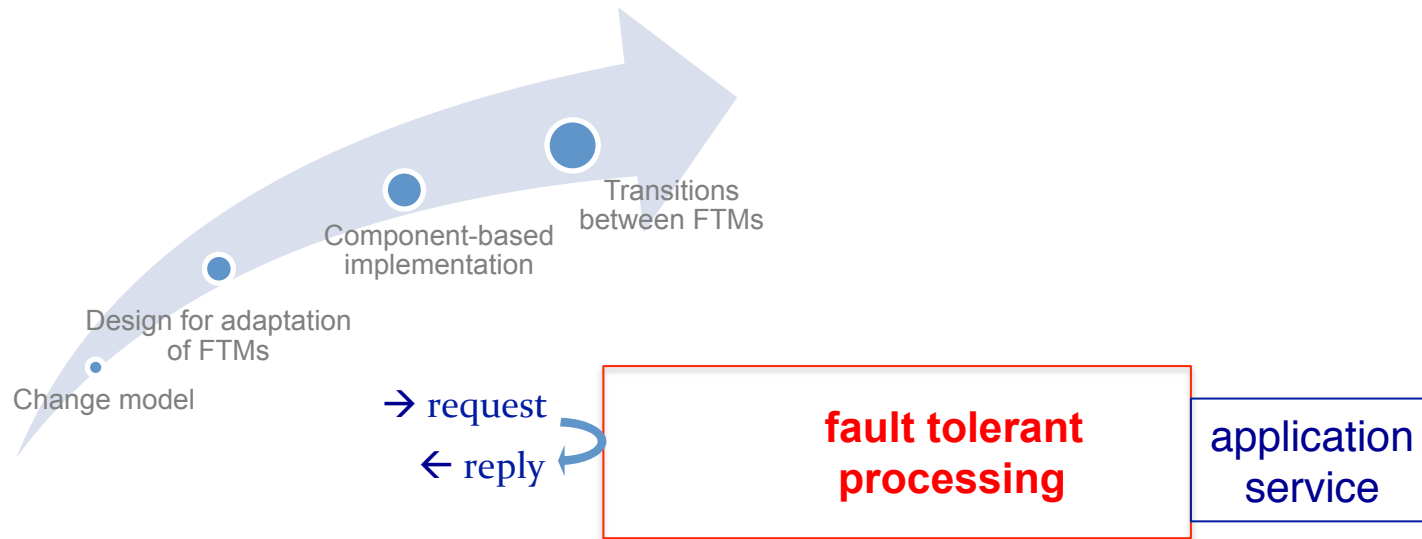 Transitions
between FTMs
Component-based
implementation
Design for adaptation
of FTMs
Change model
→ request
← reply
fault tolerant
processing
application
service